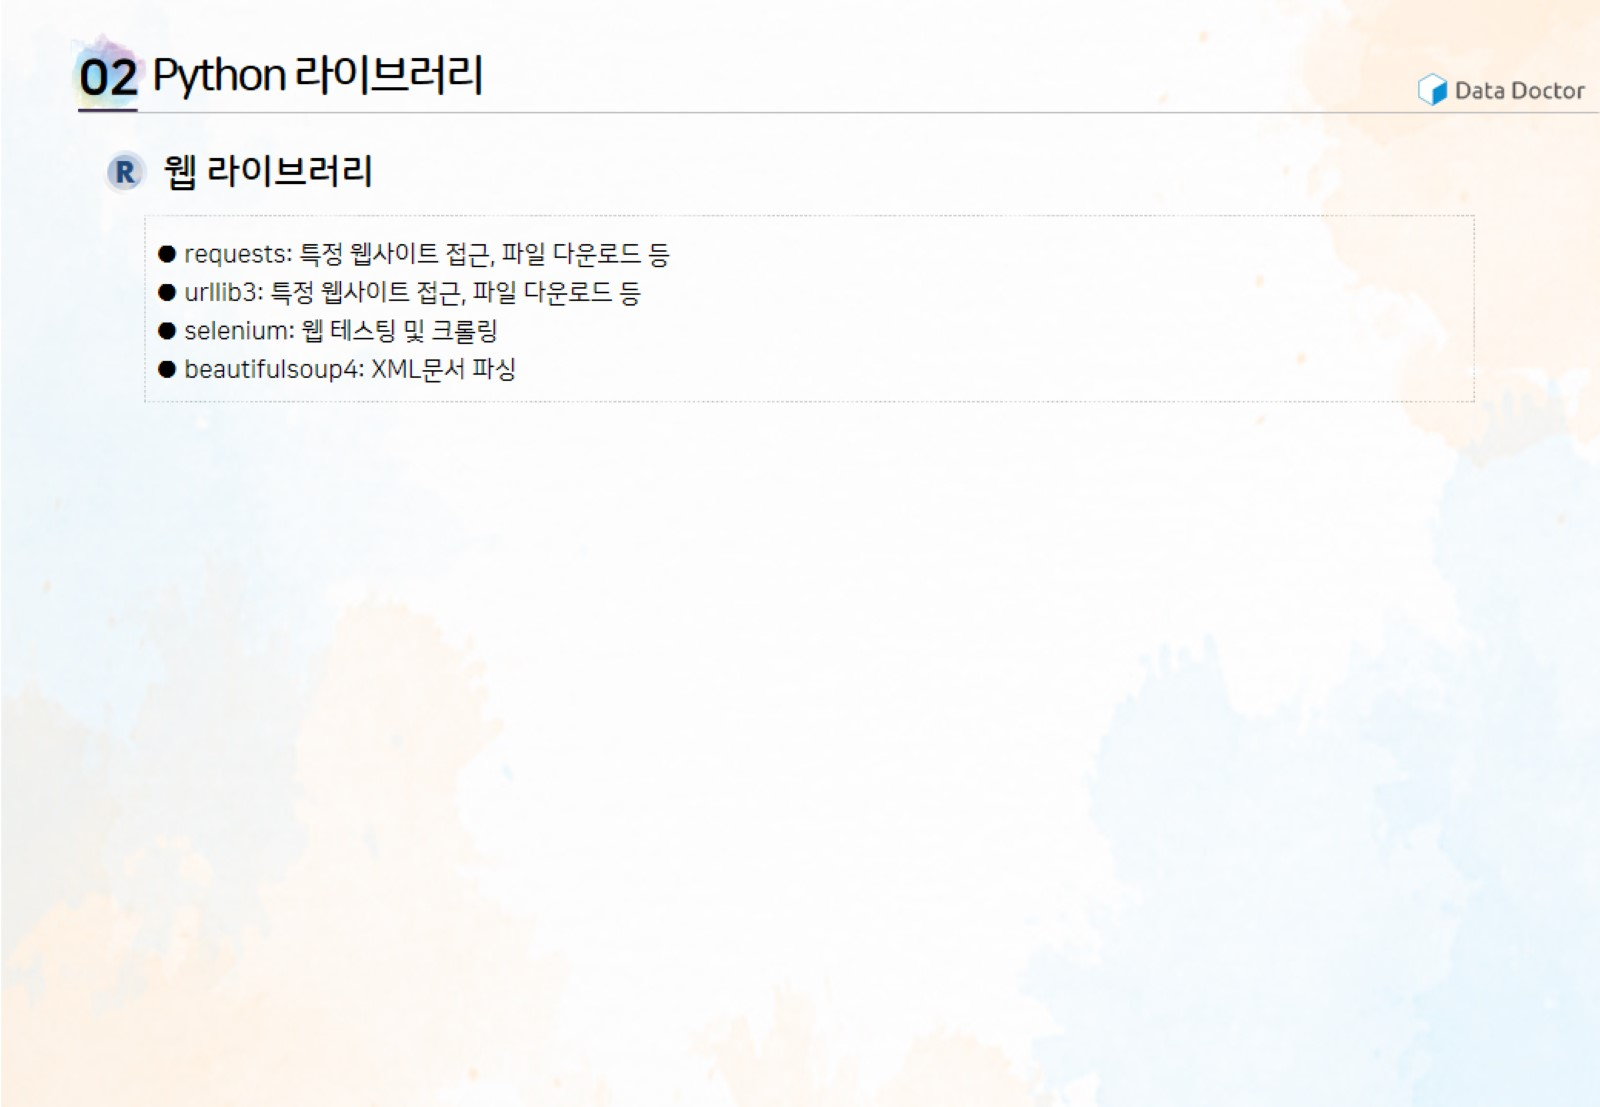 02 Python 라이브러리
Data Doctor
R 웹 라이브러리
● requests: 특정 웹사이트 접근, 파일 다운로드 등
● urllib3: 특정 웹사이트 접근, 파일 다운로드 등
● selenium: 웹 테스팅 및 크롤링
● beautifulsoup4: XML문서 파싱